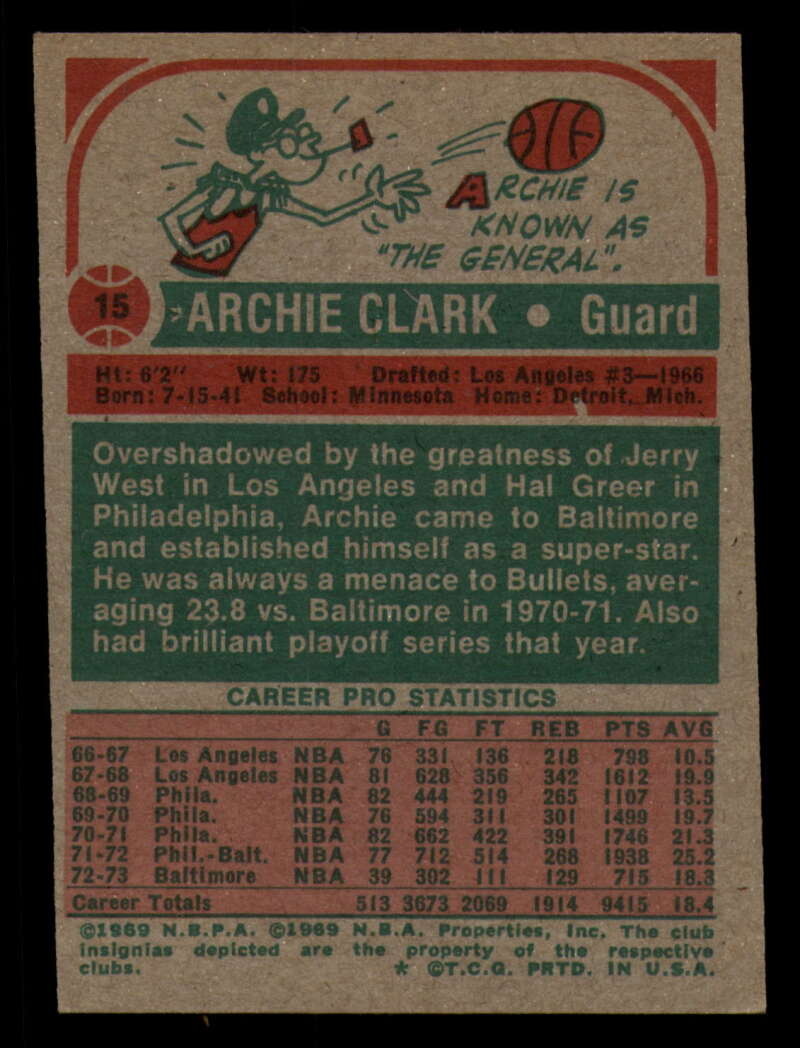 ARCHIE IS
KNOWN AS
"THE GENERAL".
15 ARCHIE CLARK • Guard
Ht: 6'2" Wt: 175 Drafted: Los Angeles #3—1966
Born: 7-15-41 School: Minnesota Home: Detroit, Mich.
Overshadowed by the greatness of Jerry
West in Los Angeles and Hal Greer in
Philadelphia, Archie came to Baltimore
and established himself as a super-star.
He was always a menace to Bullets, aver-
aging 23.8 vs. Baltimore in 1970-71. Also
had brilliant playoff series that year.
CAREER PRO STATISTICS
G FG FT REB PTS AVG
66-67 Los Angeles NBA 76 331 136 218 798 10.5
67-68 Los Angeles NBA 81 628 356 342 1612 19.9
68-69 Phila. NBA 82 444 219 265 1107 13.5
69-70 Phila. NBA 76 594 311 301 1499 19.7
70-71 Phila. NBA 82 662 422 391 1746 21.3
71-72 Phil.-Balt. NBA 77 712 514 268 1938 25.2
72-73 Baltimore NBA 39 302 111 129 715 18.3
Career Totals 513 3673 2069 1914 9415 18.4
©1969 N.B.P.A. ©1969 N.B.A. Properties, Inc. The club
insignias depicted are the property of the respective
clubs. * ©T.C.G. PRTD. IN U.S.A.